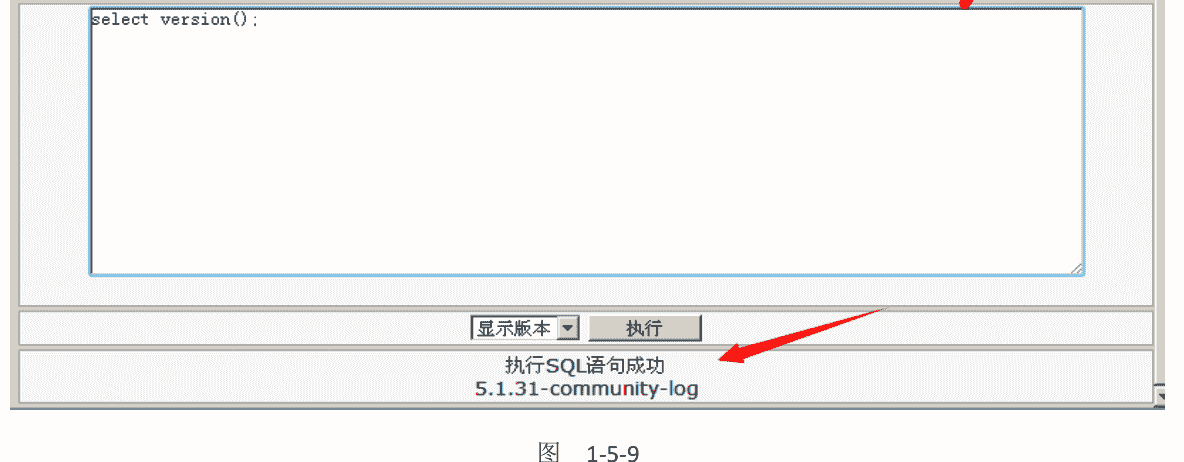 select version();
显示版本 执行
执行SQL语句成功
5.1.31-community-log
图 1-5-9